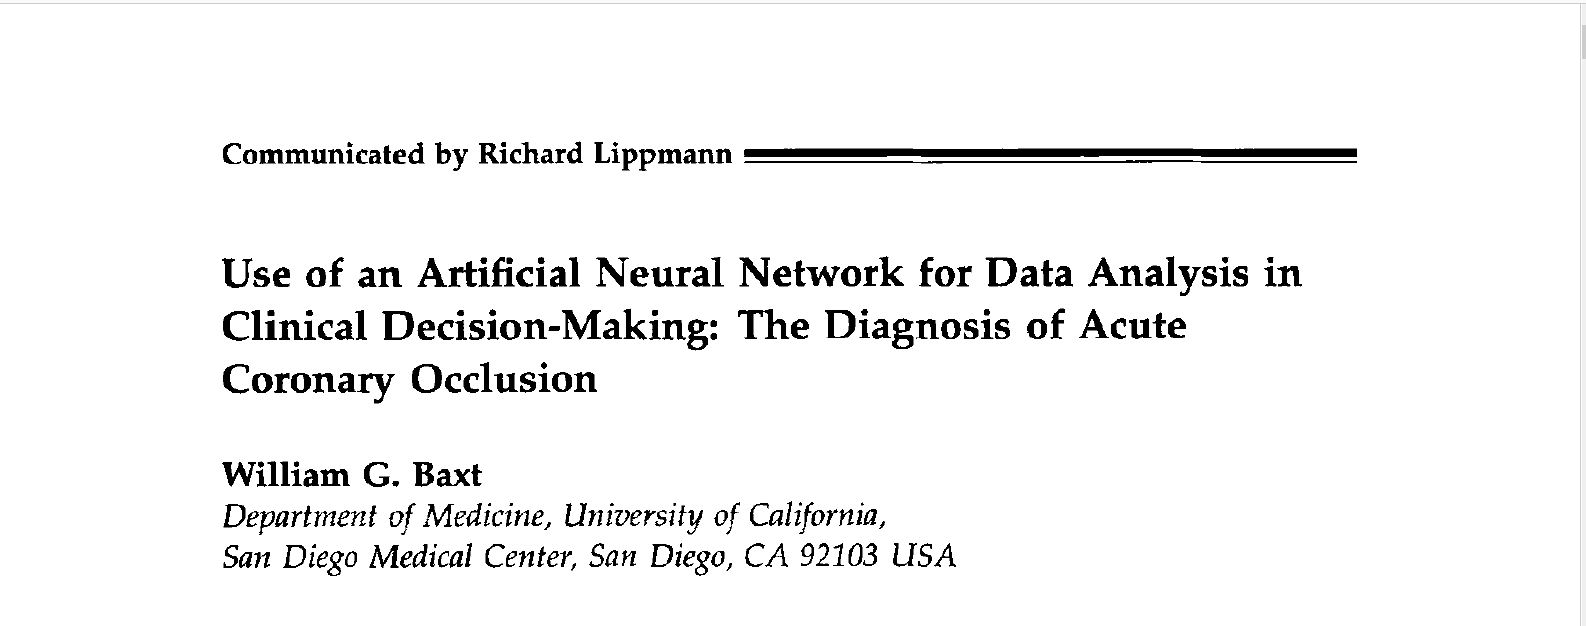 Communicated by Richard Lippmann
Use of an Artificial Neural Network for Data Analysis in
Clinical Decision-Making: The Diagnosis of Acute
Coronary Occlusion
William G. Baxt
Department of Medicine, University of California,
San Diego Medical Center, San Diego, CA 92103 USA